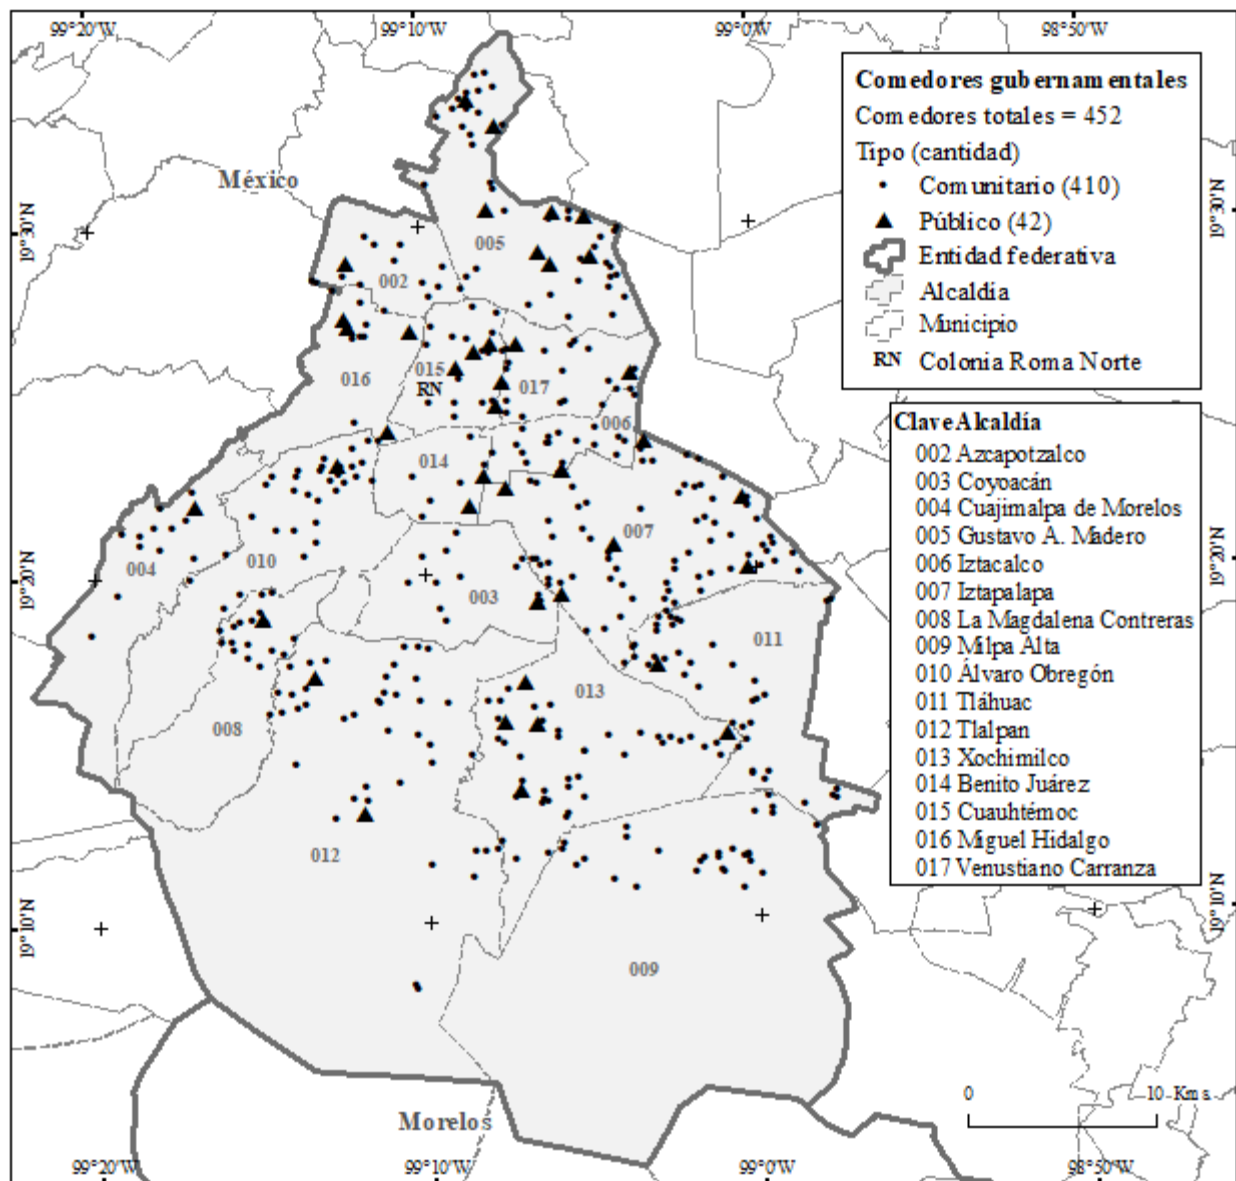 99°20'W 99°10'W 99°0'W 98°50'W
Comedores gubernamentales
Comedores totales = 452
Tipo (cantidad)
Comunitario (410)
Público (42)
Entidad federativa
Alcaldía
Municipio
RN Colonia Roma Norte
México
19°30'N
19°30'N
005
002
015
RN
016
017
006
014
Clave Alcaldía
002 Azcapotzalco
003 Coyoacán
004 Cuajimalpa de Morelos
005 Gustavo A. Madero
006 Iztacalco
007 Iztapalapa
008 La Magdalena Contreras
009 Milpa Alta
010 Álvaro Obregón
011 Tláhuac
012 Tlalpan
013 Xochimilco
014 Benito Juárez
015 Cuauhtémoc
016 Miguel Hidalgo
017 Venustiano Carranza
007
004
010
19°20'N
19°20'N
003
011
013
008
012
19°10'N
19°10'N
009
0 10 Kms
Morelos
99°20'W 99°10'W 99°0'W 98°50'W